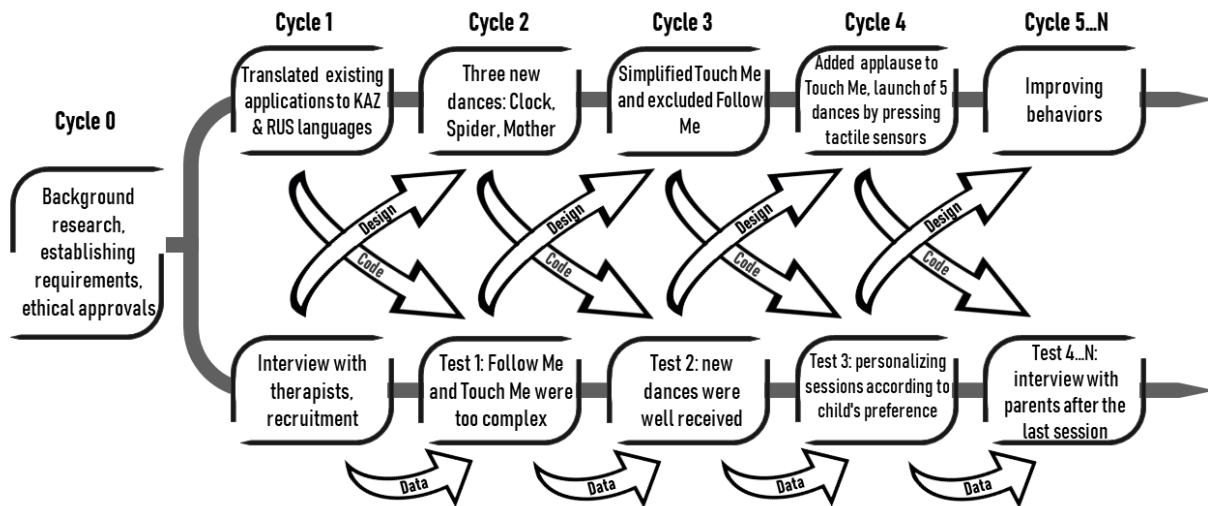 Cycle 0
Background
research,
establishing
requirements,
ethical approvals
Cycle 1
Translated existing
applications to KAZ
& RUS languages
Cycle 2
Three new
dances: Clock,
Spider, Mother
Cycle 3
Simplified Touch Me
and excluded Follow
Me
Cycle 4
Added applause to
Touch Me, launch of 5
dances by pressing
tactile sensors
Cycle 5...N
Improving
behaviors
Design
Code
Design
Code
Design
Code
Design
Code
Interview with
therapists,
recruitment
Test 1: Follow Me
and Touch Me were
too complex
Test 2: new
dances were
well received
Test 3: personalizing
sessions according to
child's preference
Test 4...N:
interview with
parents after the
last session
Data
Data
Data
Data